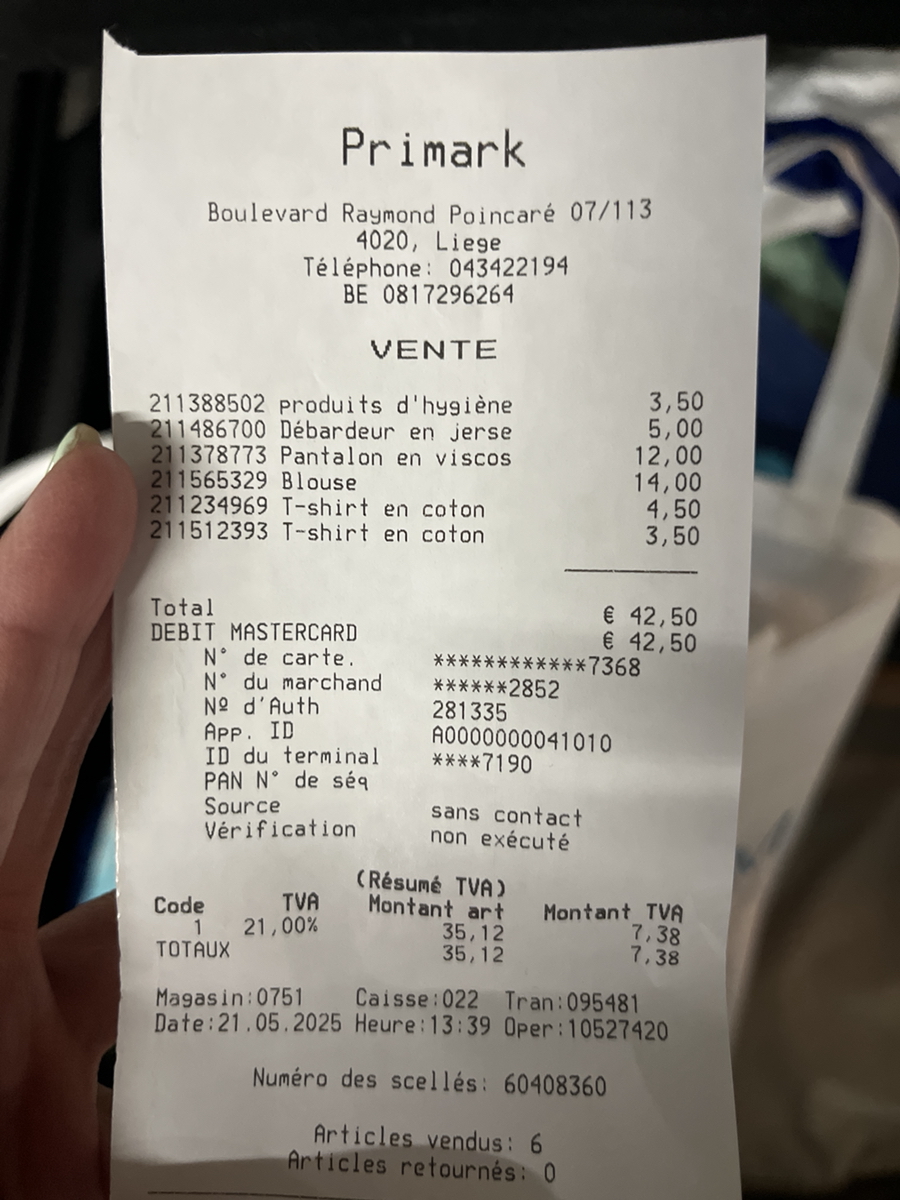 Primark
Boulevard Raymond Poincaré 07/113
4020, Liege
Téléphone: 043422194
BE 0817296264
VENTE
211388502 produits d'hygiène 3,50
211486700 Débardeur en jerse 5,00
211378773 Pantalon en viscos 12,00
211565329 Blouse 14,00
211234969 T-shirt en coton 4,50
211512393 T-shirt en coton 3,50
Total € 42,50
DEBIT MASTERCARD € 42,50
N° de carte. ************7368
N° du marchand ******2852
Nº d'Auth 281335
App. ID A0000000041010
ID du terminal ****7190
PAN N° de séq
Source sans contact
Vérification non exécuté
(Résumé TVA)
Code TVA Montant art Montant TVA
1 21,00% 35,12 7,38
TOTAUX 35,12 7,38
Magasin:0751 Caisse:022 Tran:095481
Date:21.05.2025 Heure:13:39 Oper:10527420
Numéro des scellés: 60408360
Articles vendus: 6
Articles retournés: 0